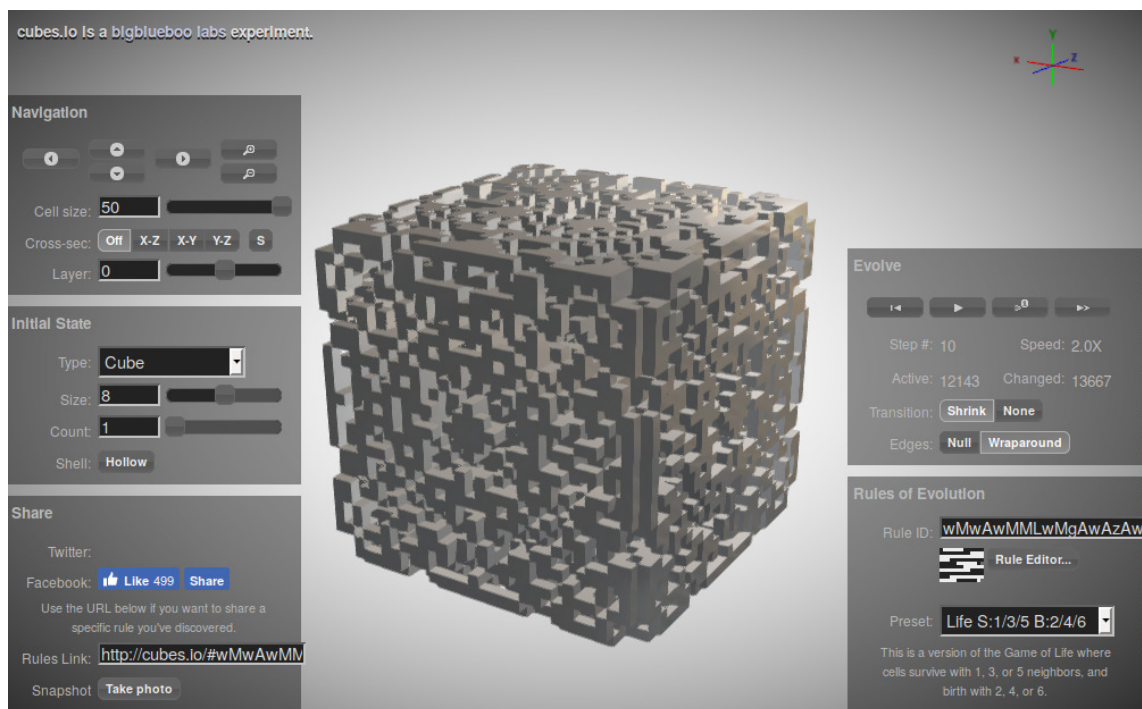 cubes.io is a bigblueboo labs experiment.
Y
X
Z
Navigation
Cell size: 50
Cross-sec: Off X-Z X-Y Y-Z S
Layer: 0
Initial State
Type: Cube
Size: 8
Count: 1
Shell: Hollow
Share
Twitter:
Facebook: Like 499 Share
Use the URL below if you want to share a
specific rule you've discovered.
Rules Link: http://cubes.io/#wMwAwMM
Snapshot Take photo
Evolve
Step #: 10 Speed: 2.0X
Active: 12143 Changed: 13667
Transition: Shrink None
Edges: Null Wraparound
Rules of Evolution
Rule ID: wMwAwMMLwMgAwAzAw
Rule Editor...
Preset: Life S:1/3/5 B:2/4/6
This is a version of the Game of Life where
cells survive with 1, 3, or 5 neighbors, and
birth with 2, 4, or 6.